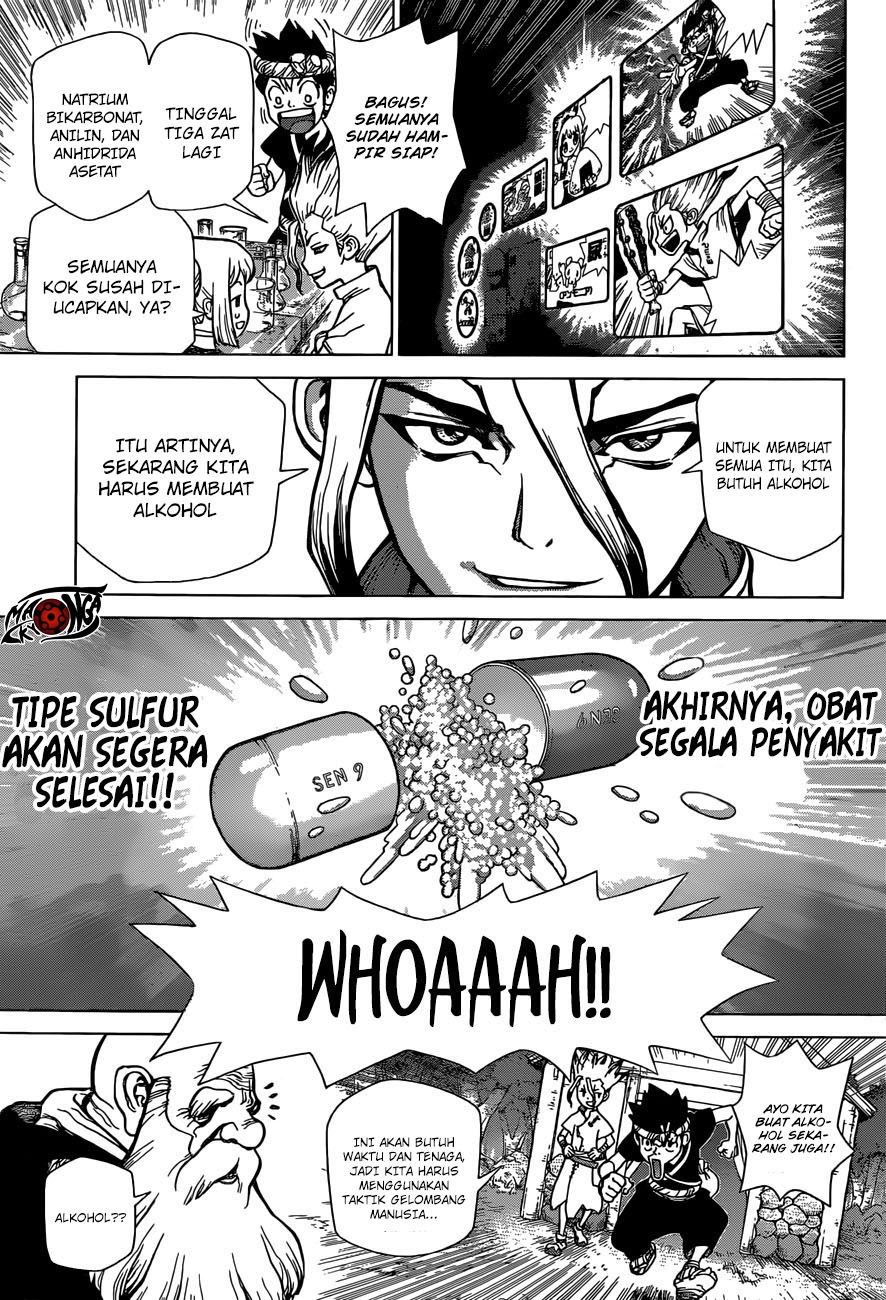 BAGUS!
SEMUANYA
SUDAH HAM-
PIR SIAP!
TINGGAL
TIGA ZAT
LAGI
NATRIUM
BIKARBONAT,
ANILIN, DAN
ANHIDRIDA
ASETAT
SEMUANYA
KOK SUSAH DI-
UCAPKAN, YA?
UNTUK MEMBUAT
SEMUA ITU, KITA
BUTUH ALKOHOL
ITU ARTINYA,
SEKARANG KITA
HARUS MEMBUAT
ALKOHOL
MANGA
KYO
AKHIRNYA, OBAT
SEGALA PENYAKIT
SEN 9
TIPE SULFUR
AKAN SEGERA
SELESAI!!
WHOAAAH!!
AYO KITA
BUAT ALKO-
HOL SEKA-
RANG JUGA!!
INI AKAN BUTUH
WAKTU DAN TENAGA,
JADI KITA HARUS
MENGGUNAKAN
TAKTIK GELOMBANG
MANUSIA...
ALKOHOL??